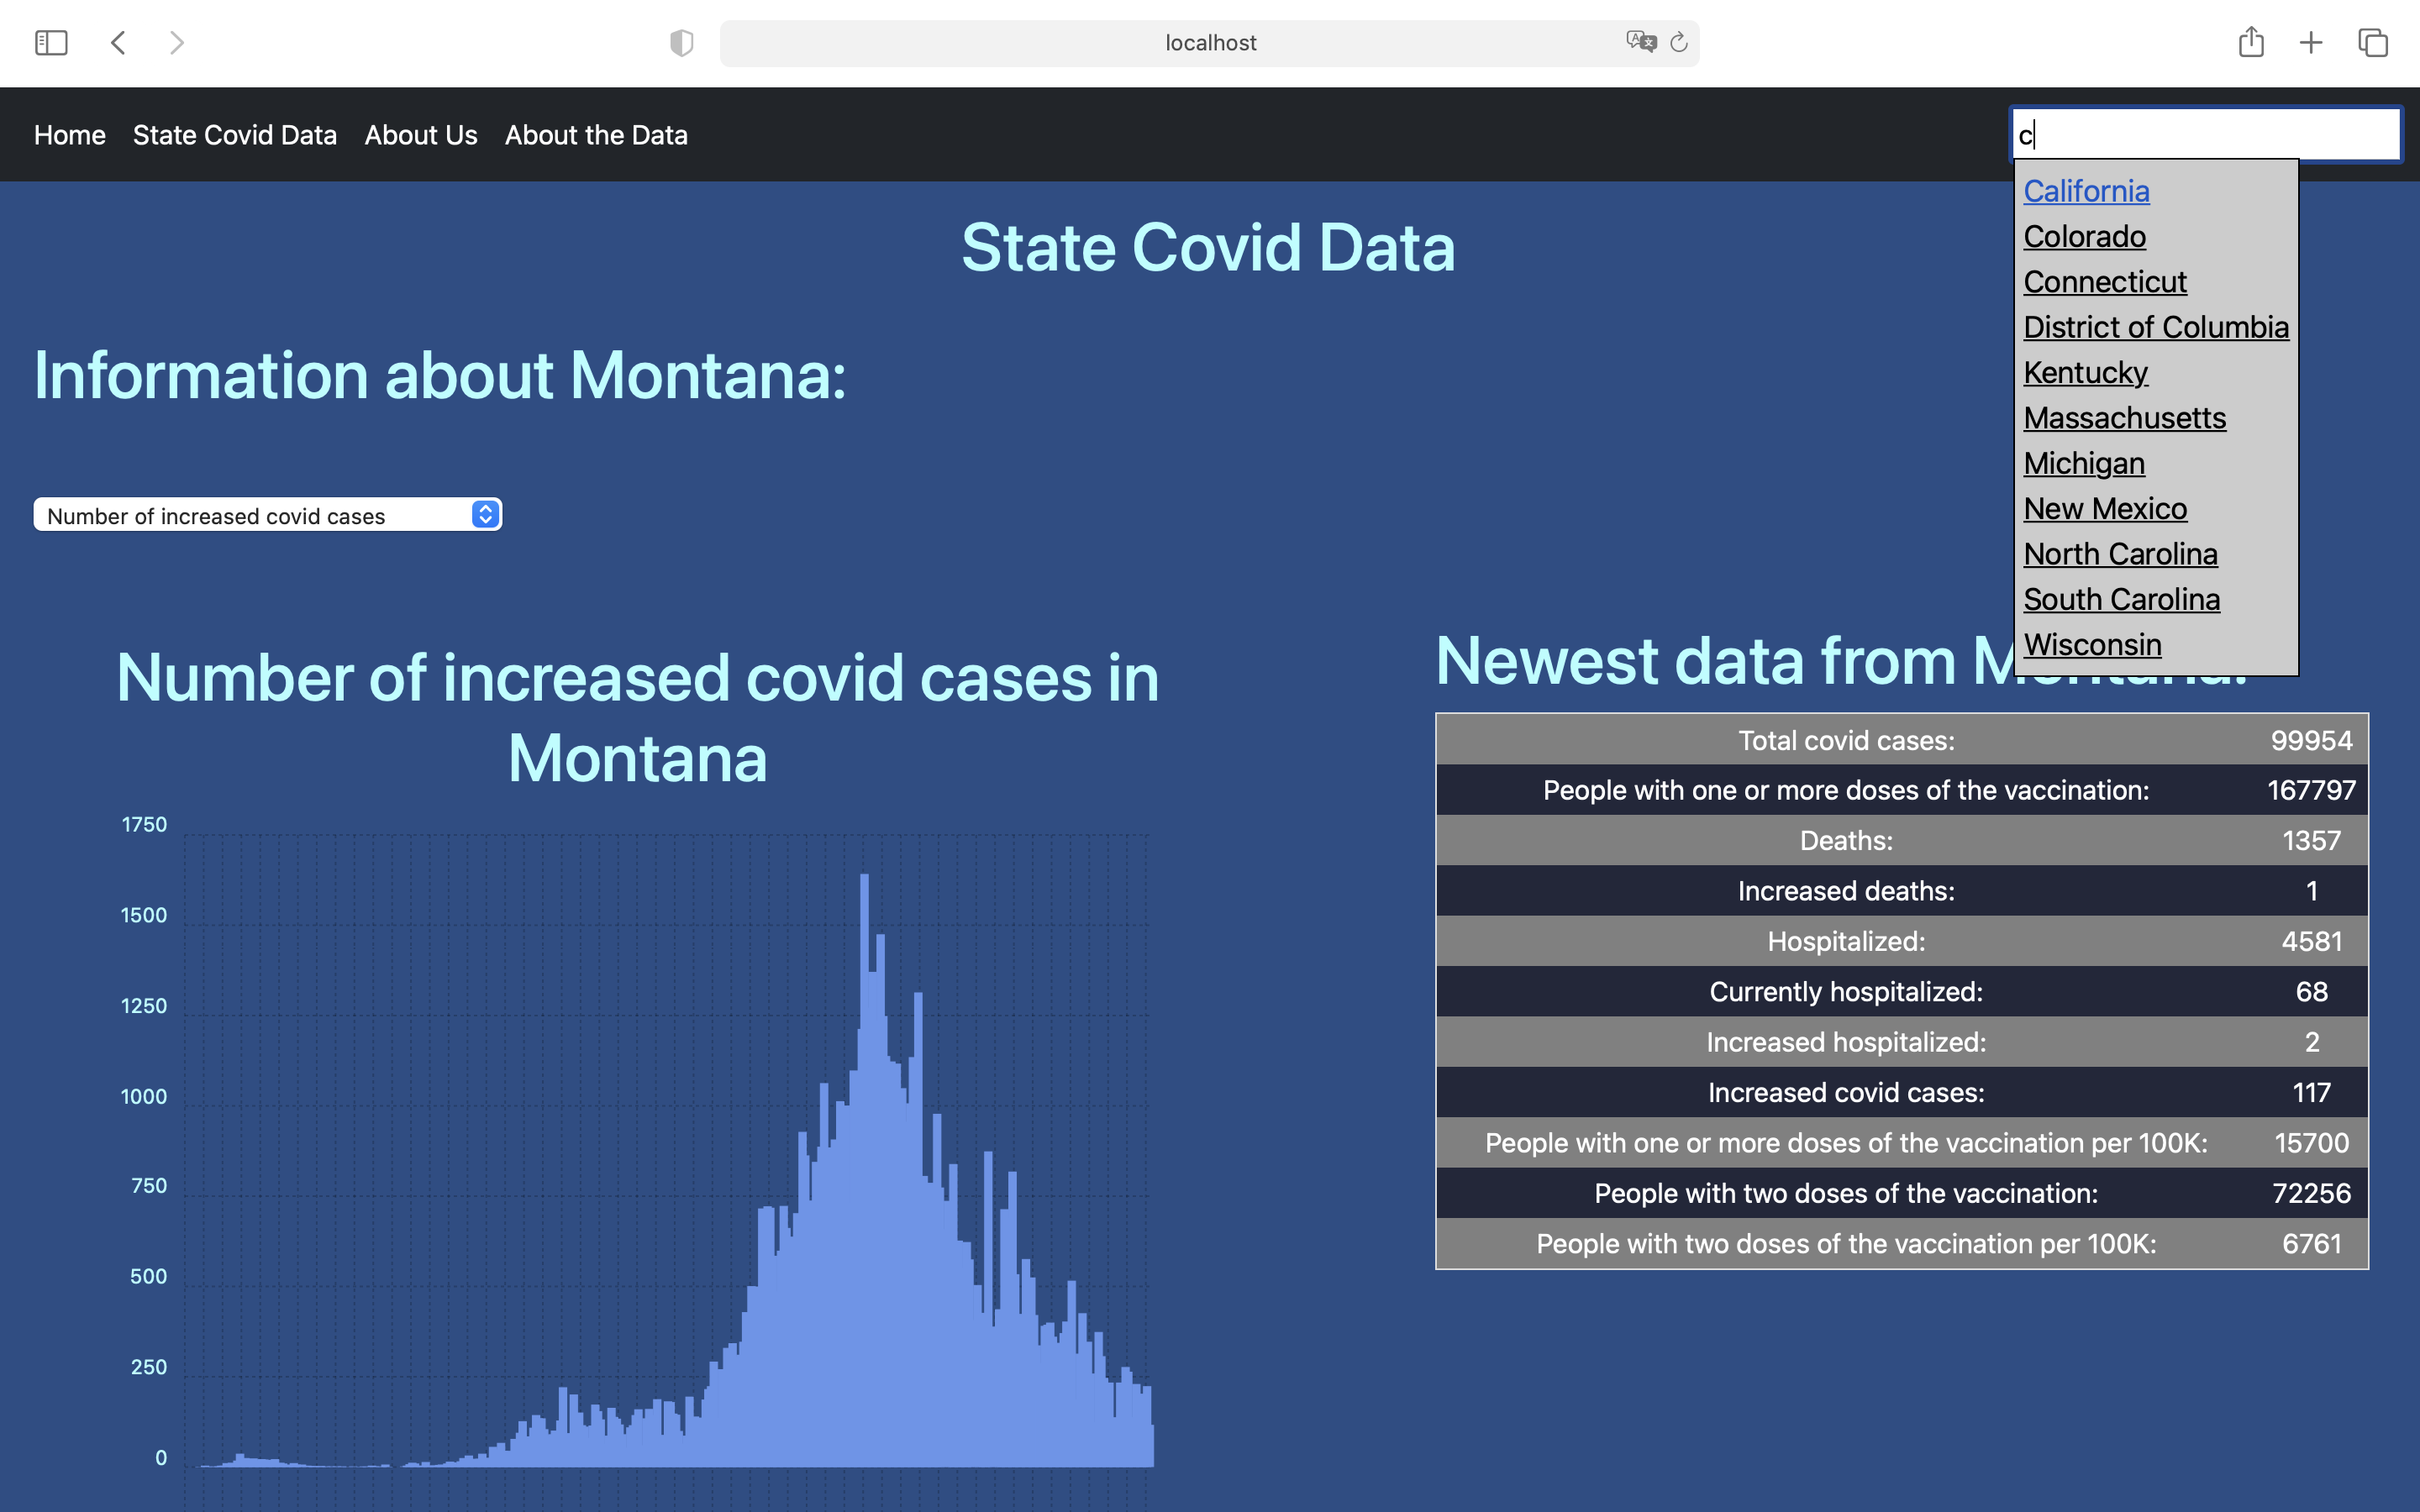 localhost
Home State Covid Data About Us About the Data
c
California
Colorado
Connecticut
District of Columbia
Kentucky
Massachusetts
Michigan
New Mexico
North Carolina
South Carolina
Wisconsin
State Covid Data
Information about Montana:
Number of increased covid cases
Number of increased covid cases in
Montana
1750
1500
1250
1000
750
500
250
0
Newest data from
Total covid cases: 99954
People with one or more doses of the vaccination: 167797
Deaths: 1357
Increased deaths: 1
Hospitalized: 4581
Currently hospitalized: 68
Increased hospitalized: 2
Increased covid cases: 117
People with one or more doses of the vaccination per 100K: 15700
People with two doses of the vaccination: 72256
People with two doses of the vaccination per 100K: 6761